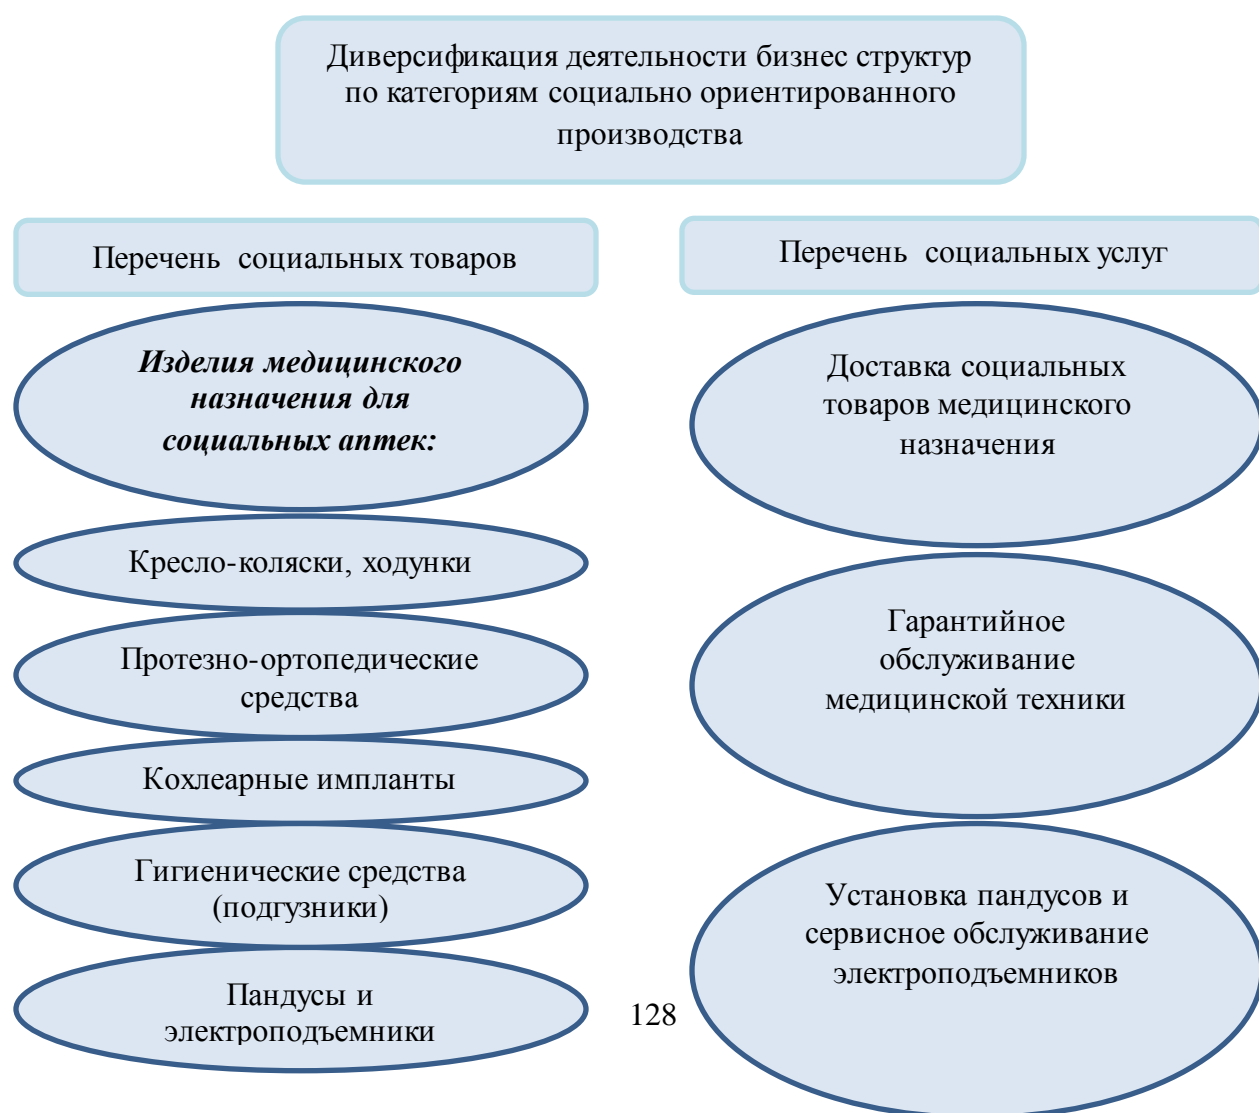 Диверсификация деятельности бизнес структур
по категориям социально ориентированного
производства
Перечень социальных товаров
Изделия медицинского
назначения для
социальных аптек:
Кресло-коляски, ходунки
Протезно-ортопедические
средства
Кохлеарные импланты
Гигиенические средства
(подгузники)
Пандусы и
электроподъемники
Перечень социальных услуг
Доставка социальных
товаров медицинского
назначения
Гарантийное
обслуживание
медицинской техники
Установка пандусов и
сервисное обслуживание
электроподъемников
128